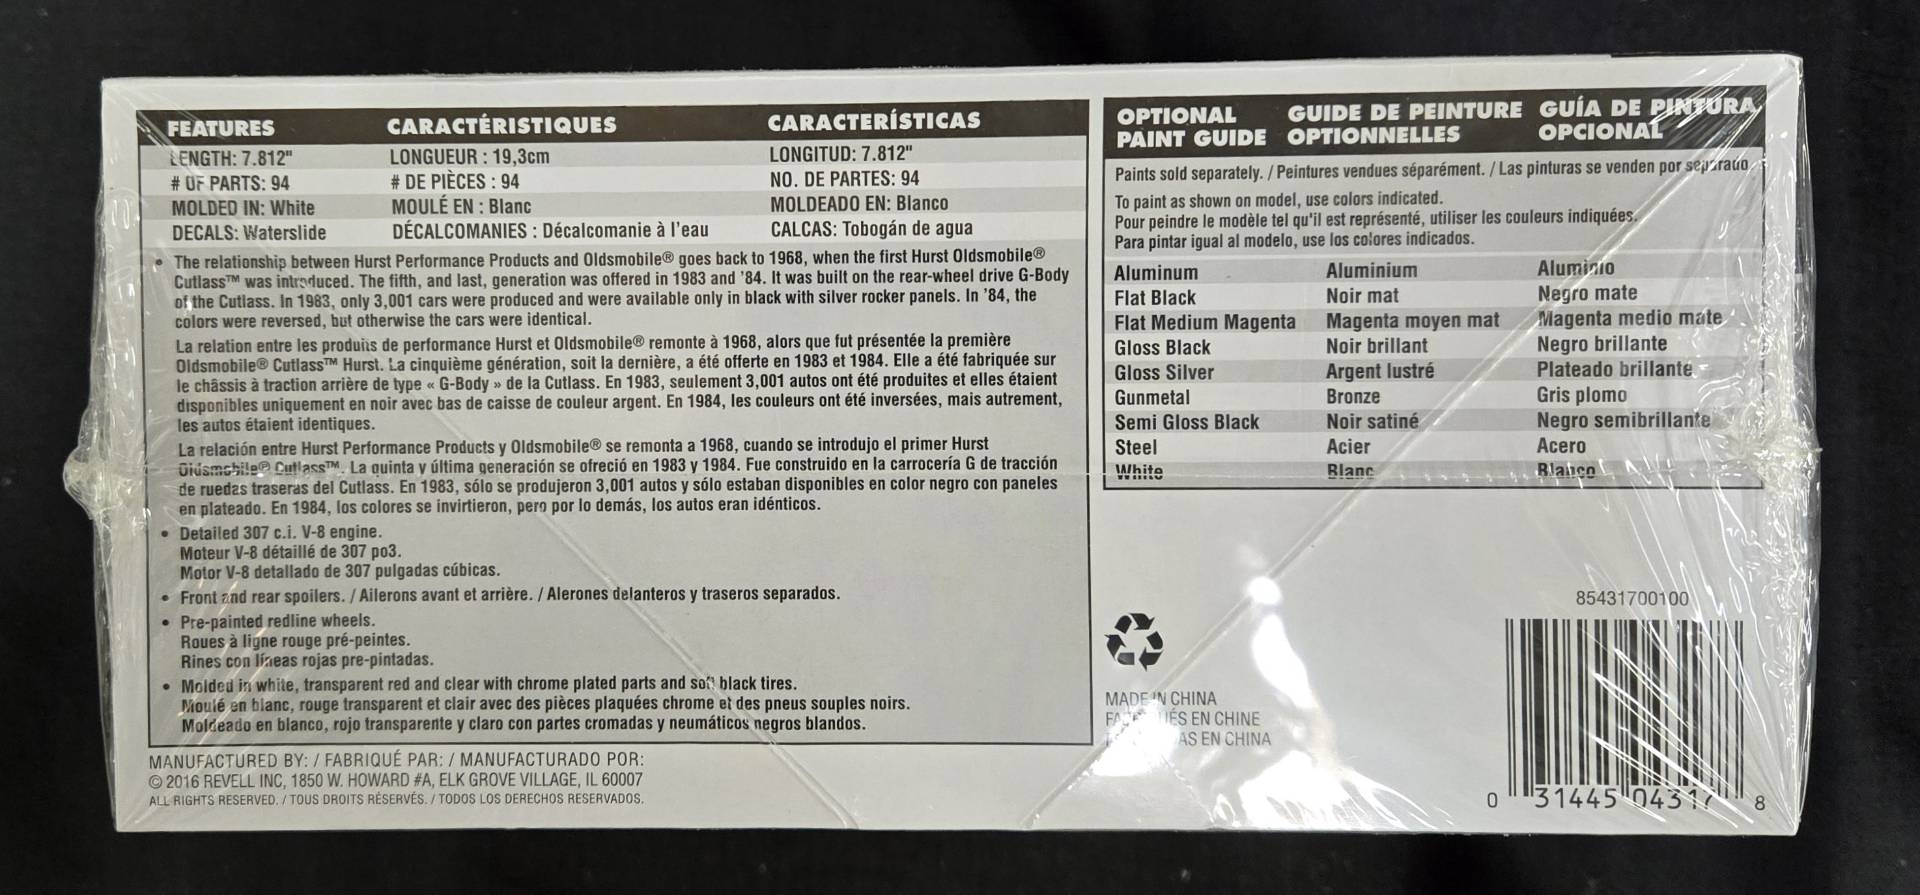 FEATURES CARACTÉRISTIQUES CARACTERÍSTICAS
LENGTH: 7.812" LONGUEUR : 19,3cm LONGITUD: 7.812"
# OF PARTS: 94 # DE PIÈCES : 94 NO. DE PARTES: 94
MOLDED IN: White MOULÉ EN : Blanc MOLDEADO EN: Blanco
DECALS: Waterslide DÉCALCOMANIES : Décalcomanie à l'eau CALCAS: Tobogán de agua
• The relationship between Hurst Performance Products and Oldsmobile® goes back to 1968, when the first Hurst Oldsmobile®
Cutlass™ was introduced. The fifth, and last, generation was offered in 1983 and '84. It was built on the rear-wheel drive G-Body
of the Cutlass. In 1983, only 3,001 cars were produced and were available only in black with silver rocker panels. In '84, the
colors were reversed, but otherwise the cars were identical.
La relation entre les produits de performance Hurst et Oldsmobile® remonte à 1968, alors que fut présentée la première
Oldsmobile® Cutlass™ Hurst. La cinquième génération, soit la dernière, a été offerte en 1983 et 1984. Elle a été fabriquée sur
le châssis à traction arrière de type « G-Body » de la Cutlass. En 1983, seulement 3,001 autos ont été produites et elles étaient
disponibles uniquement en noir avec bas de caisse de couleur argent. En 1984, les couleurs ont été inversées, mais autrement,
les autos étaient identiques.
La relación entre Hurst Performance Products y Oldsmobile® se remonta a 1968, cuando se introdujo el primer Hurst
Oldsmobile® Cutlass™. La quinta y última generación se ofreció en 1983 y 1984. Fue construido en la carrocería G de tracción
de ruedas traseras del Cutlass. En 1983, sólo se produjeron 3,001 autos y sólo estaban disponibles en color negro con paneles
en plateado. En 1984, los colores se invirtieron, pero por lo demás, los autos eran idénticos.
• Detailed 307 c.i. V-8 engine.
Moteur V-8 détaillé de 307 po3.
Motor V-8 detallado de 307 pulgadas cúbicas.
• Front and rear spoilers. / Ailerons avant et arrière. / Alerones delanteros y traseros separados.
• Pre-painted redline wheels.
Roues à ligne rouge pré-peintes.
Rines con líneas rojas pre-pintadas.
• Molded in white, transparent red and clear with chrome plated parts and soft black tires.
Moulé en blanc, rouge transparent et clair avec des pièces plaquées chrome et des pneus souples noirs.
Moldeado en blanco, rojo transparente y claro con partes cromadas y neumáticos negros blandos.
MANUFACTURED BY: / FABRIQUÉ PAR: / MANUFACTURADO POR:
© 2016 REVELL INC, 1850 W. HOWARD #A, ELK GROVE VILLAGE, IL 60007
ALL RIGHTS RESERVED. / TOUS DROITS RÉSERVÉS. / TODOS LOS DERECHOS RESERVADOS.
OPTIONAL GUIDE DE PEINTURE GUÍA DE PINTURA
PAINT GUIDE OPTIONNELLES OPCIONAL
Paints sold separately. / Peintures vendues séparément. / Las pinturas se venden por separado
To paint as shown on model, use colors indicated.
Pour peindre le modèle tel qu'il est représenté, utiliser les couleurs indiquées.
Para pintar igual al modelo, use los colores indicados.
Aluminum Aluminium Aluminio
Flat Black Noir mat Negro mate
Flat Medium Magenta Magenta moyen mat Magenta medio mate
Gloss Black Noir brillant Negro brillante
Gloss Silver Argent lustré Plateado brillante
Gunmetal Bronze Gris plomo
Semi Gloss Black Noir satiné Negro semibrillante
Steel Acier Acero
White Blanc Blanco
MADE IN CHINA
EN CHINE
EN CHINA
85431700100
0 31445 04317 8